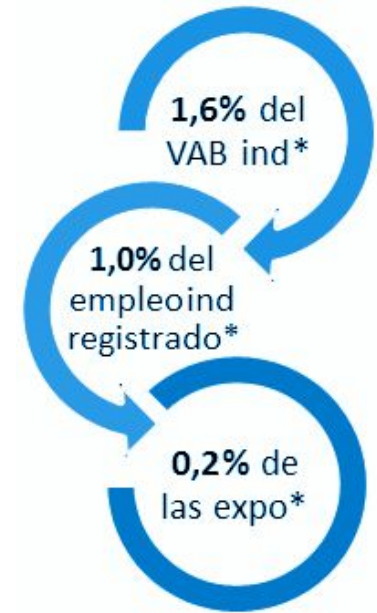 1,6% del
VAB ind*
1,0% del
empleoind
registrado*
0,2% de
las expo*